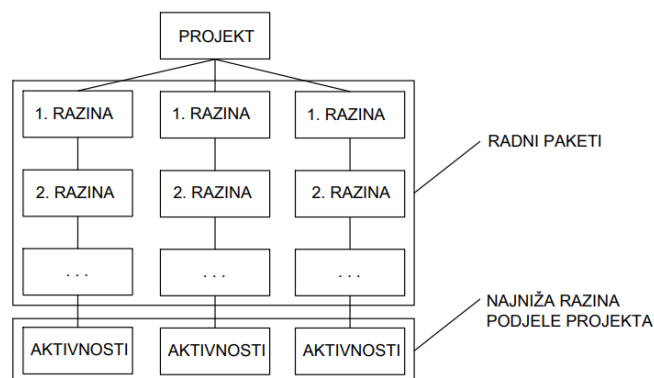 PROJEKT
1. RAZINA
1. RAZINA
1. RAZINA
RADNI PAKETI
2. RAZINA
2. RAZINA
2. RAZINA
. . .
. . .
. . .
NAJNIŽA RAZINA
PODJELE PROJEKTA
AKTIVNOSTI
AKTIVNOSTI
AKTIVNOSTI